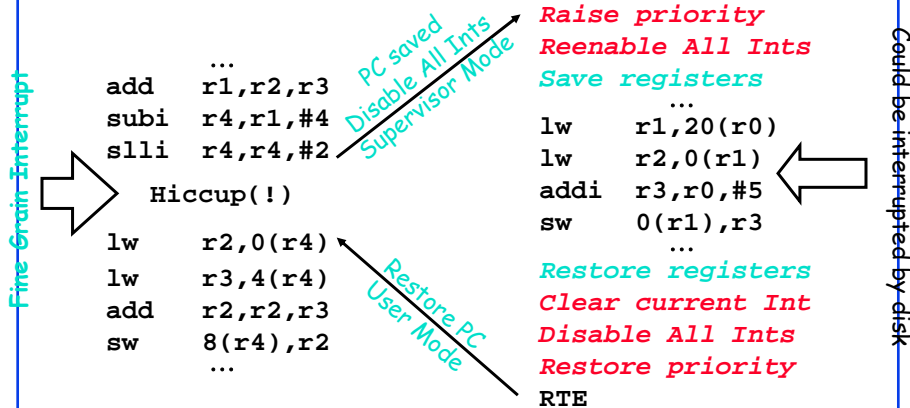 Fine Grain Interrupt
…
add r1,r2,r3
subi r4,r1,#4
slli r4,r4,#2
Hiccup(!)
lw r2,0(r4)
lw r3,4(r4)
add r2,r2,r3
sw 8(r4),r2
…
PC saved
Disable All Ints
Supervisor Mode
Restore PC
User Mode
Raise priority
Reenable All Ints
Save registers
…
lw r1,20(r0)
lw r2,0(r1)
addi r3,r0,#5
sw 0(r1),r3
…
Restore registers
Clear current Int
Disable All Ints
Restore priority
RTE
Could be interrupted by disk